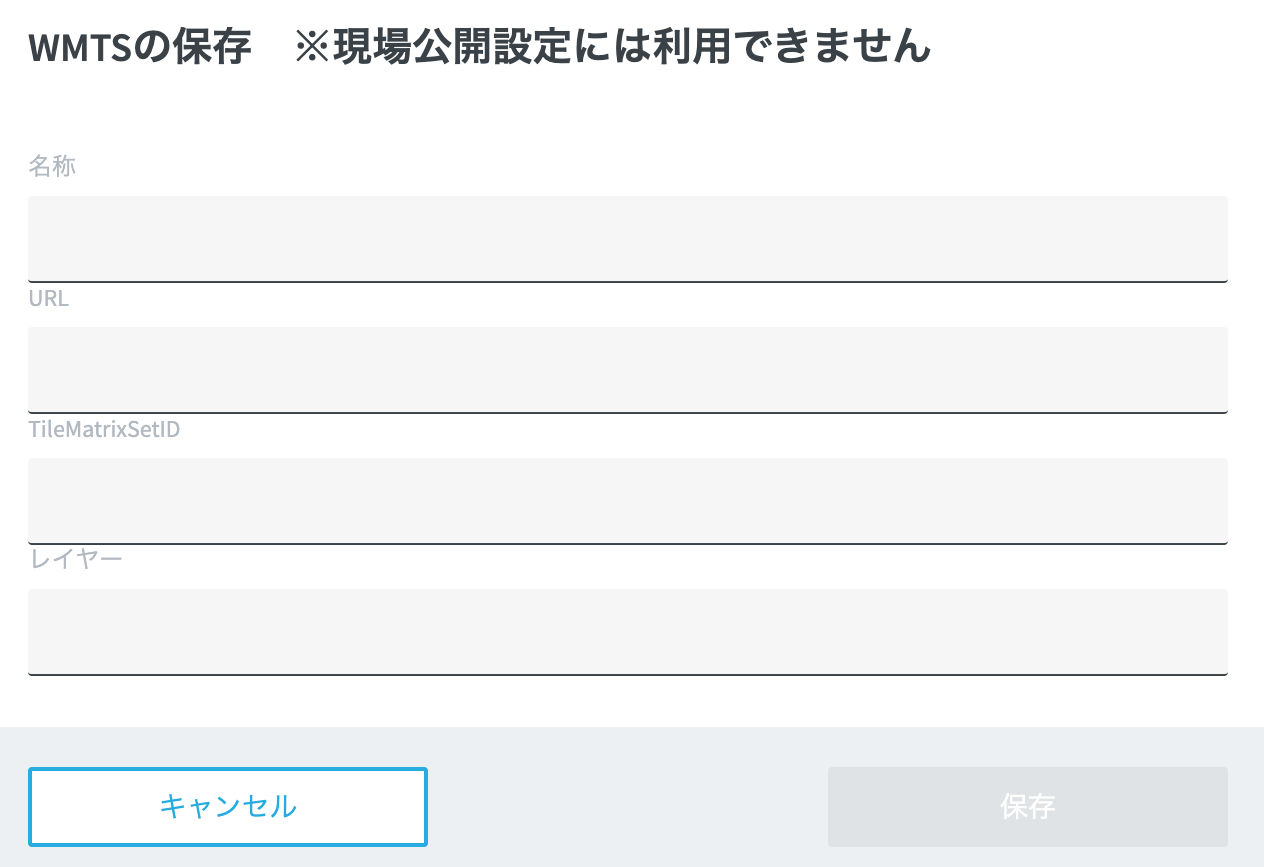 WMTSの保存　※現場公開設定には利用できません
名称
URL
TileMatrixSetID
レイヤー
キャンセル
保存